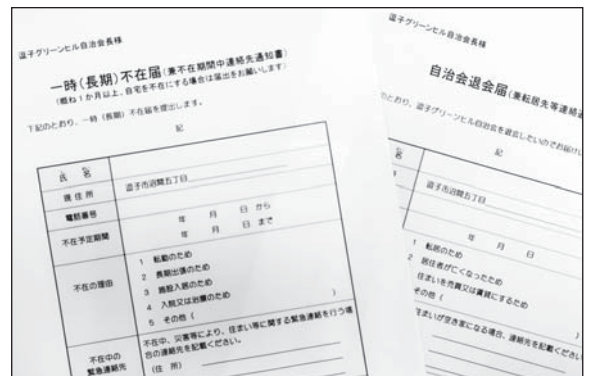 逗子グリーンヒル自治会長様
一時(長期)不在届(兼不在期間中連絡先通知書)
(概ね1か月以上、自宅を不在にする場合は届出をお願いします)
下記のとおり、一時(長期)不在届を提出します。
記
氏 名
現住所
逗子市沼間五丁目
電話番号
不在予定期間
年 月 日 から
年 月 日 まで
不在の理由
1 転勤のため
2 長期出張のため
3 施設入居のため
4 入院又は治療のため
5 その他( )
不在中の
緊急連絡先
不在中、災害等により、住まい等に関する緊急連絡を行う場
合の連絡先を記載ください。
(住 所)
逗子グリーンヒル自治会長様
自治会退会届(兼転居先等連絡
のとおり、逗子グリーンヒル自治会を退会したいのでお届けい
記
名
逗子市沼間五丁目
年 月 日
1 転居のため
2 居住者が亡くなったため
住まいを売買又は賃貸にするため
その他( )
住まいが空き家になる場合、連絡先を記載ください。